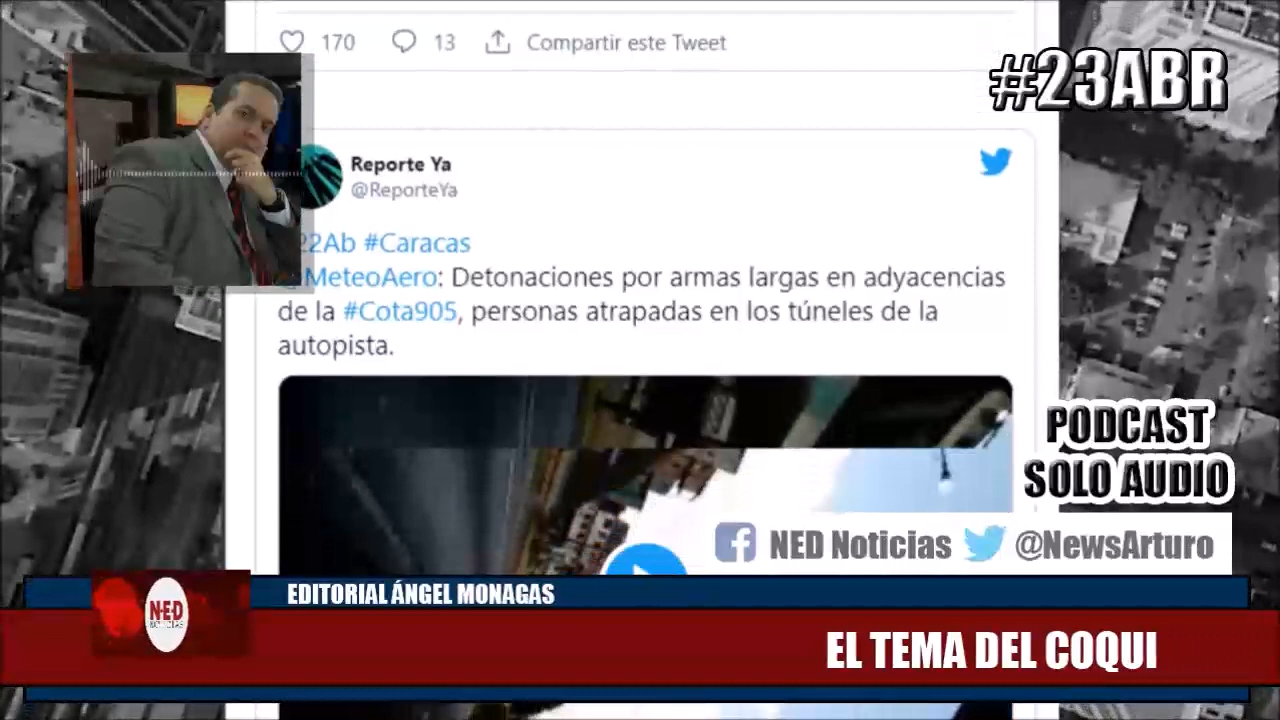 170 13 Compartir este Tweet
#23ABR
Reporte Ya
@ReporteYa
22Ab #Caracas
MeteoAero: Detonaciones por armas largas en adyacencias
de la #Cota905, personas atrapadas en los túneles de la
autopista.
PODCAST
SOLO AUDIO
NED Noticias @NewsArturo
EDITORIAL ÁNGEL MONAGAS
NED
NOTICIAS
EL TEMA DEL COQUI